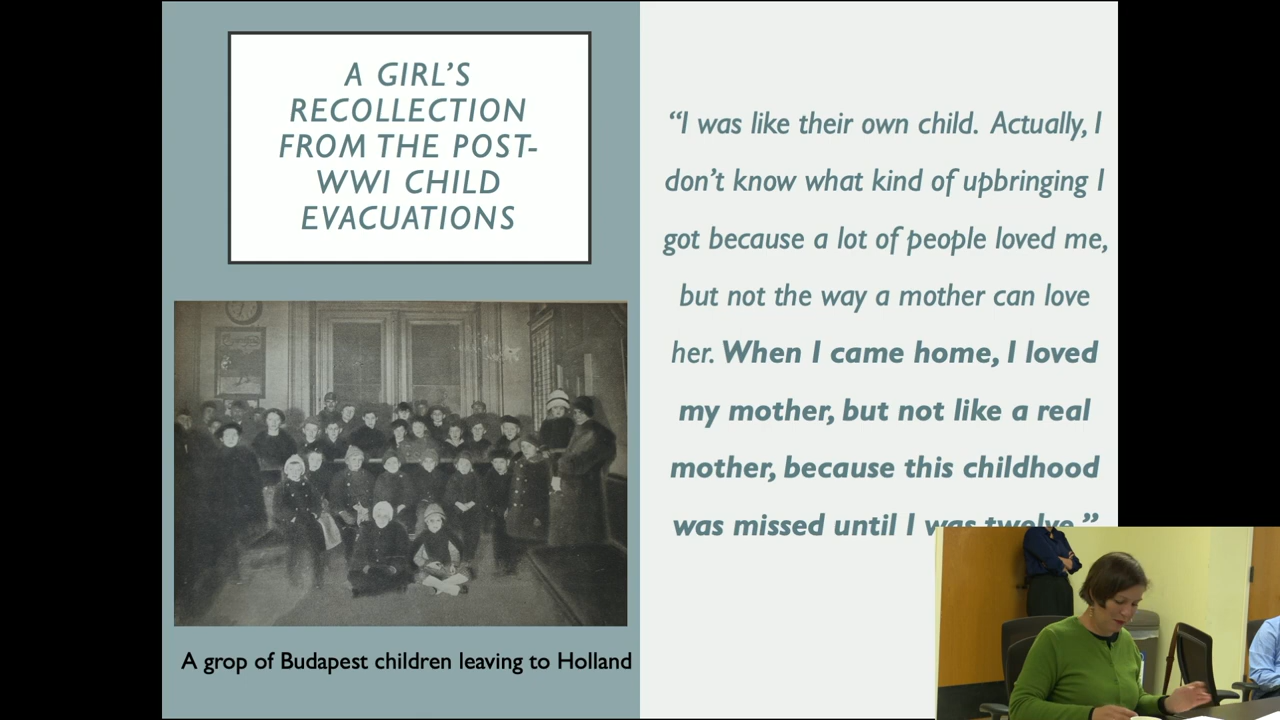 A GIRL'S
RECOLLECTION
FROM THE POST-
WWI CHILD
EVACUATIONS
A grop of Budapest children leaving to Holland
“I was like their own child. Actually, I
don't know what kind of upbringing I
got because a lot of people loved me,
but not the way a mother can love
her. When I came home, I loved
my mother, but not like a real
mother, because this childhood
was missed until I was twelve.”